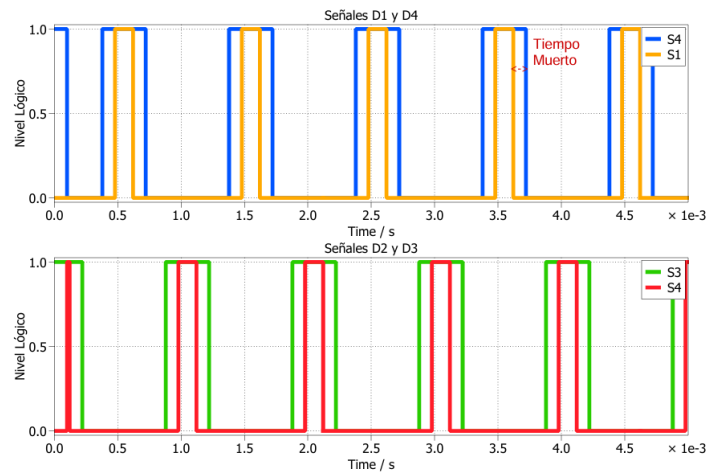 Señales D1 y D4
1.0
0.5
0.0
Nivel Lógico
S4
S1
Tiempo
Muerto
<->
0.0 0.5 1.0 1.5 2.0 2.5 3.0 3.5 4.0 4.5 × 1e-3
Time / s
Señales D2 y D3
1.0
0.5
0.0
Nivel Lógico
S3
S4
0.0 0.5 1.0 1.5 2.0 2.5 3.0 3.5 4.0 4.5 × 1e-3
Time / s